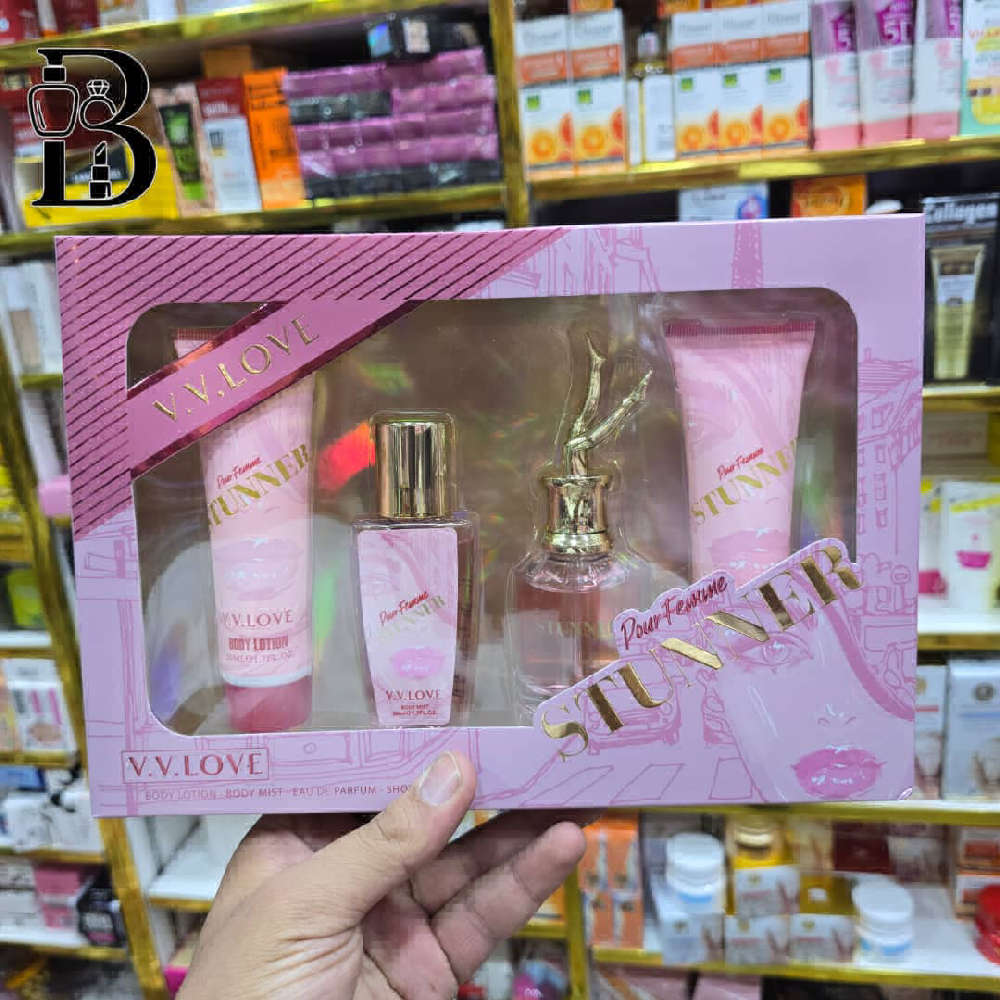 B
Collagen
V.V.LOVE
Pour Femme
STUNNER
V.V.LOVE
BODY LOTION
Pour Femme
STUNNER
V.V.LOVE
BODY MIST
STUNNER
Pour Femme
STUNNER
Pour Femme
STUNNER
V.V.LOVE
BODY LOTION · BODY MIST · EAU DE PARFUM